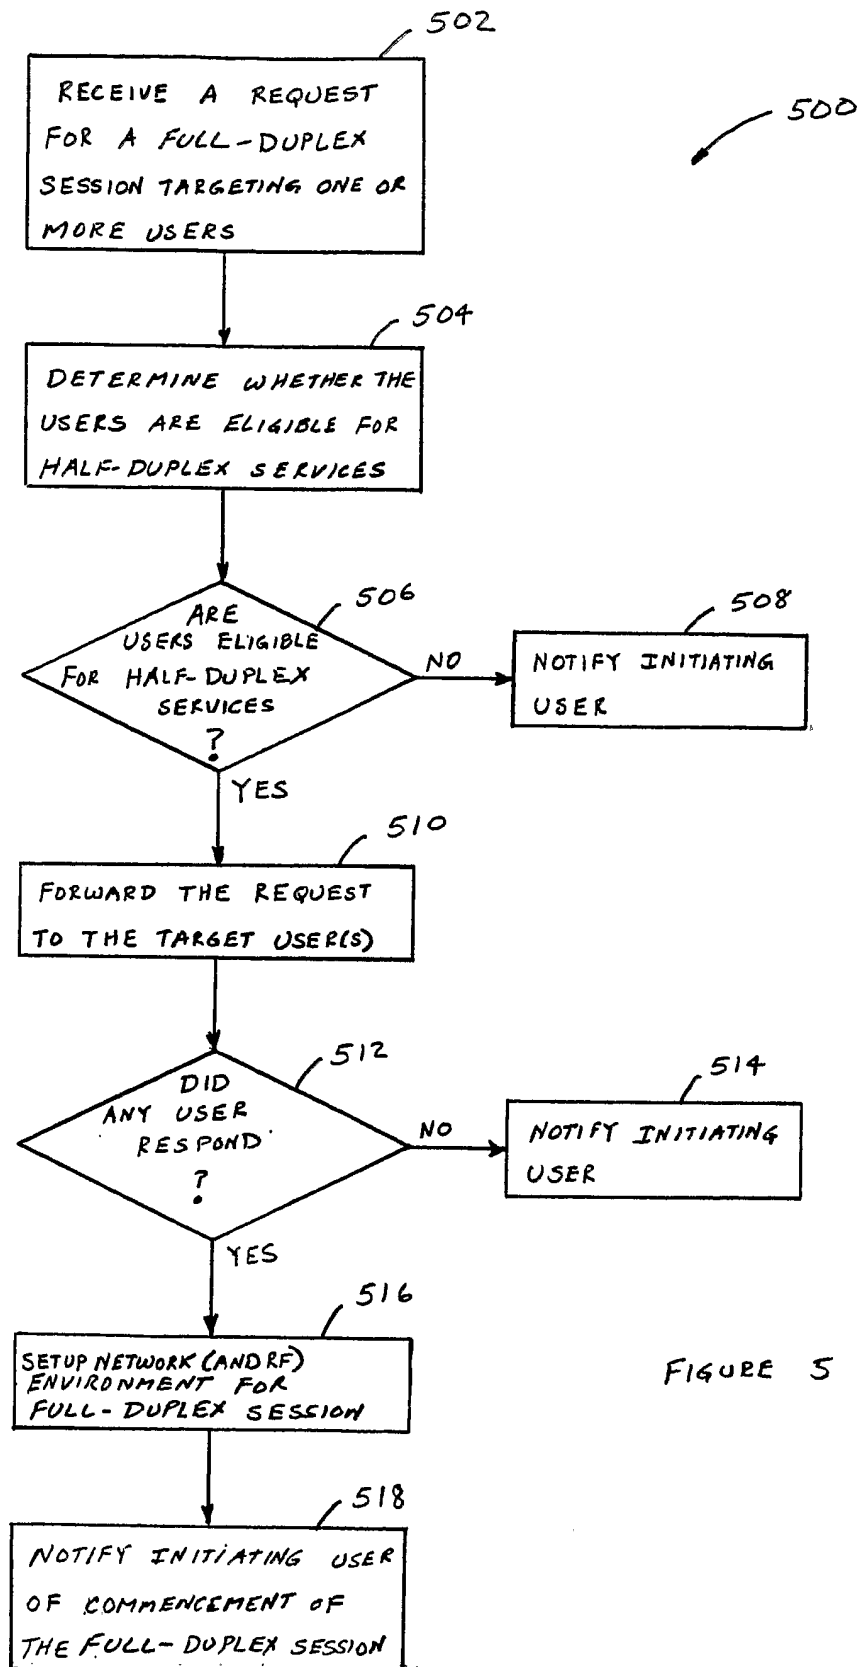 502
RECEIVE A REQUEST
FOR A FULL-DUPLEX
SESSION TARGETING ONE OR
MORE USERS
500
504
DETERMINE WHETHER THE
USERS ARE ELIGIBLE FOR
HALF-DUPLEX SERVICES
506
ARE
USERS ELIGIBLE
FOR HALF-DUPLEX
SERVICES
?
NO
508
NOTIFY INITIATING
USER
YES
510
FORWARD THE REQUEST
TO THE TARGET USER(S)
512
DID
ANY USER
RESPOND
?
NO
514
NOTIFY INITIATING
USER
YES
516
SETUP NETWORK (AND RF)
ENVIRONMENT FOR
FULL-DUPLEX SESSION
FIGURE 5
518
NOTIFY INITIATING USER
OF COMMENCEMENT OF
THE FULL-DUPLEX SESSION